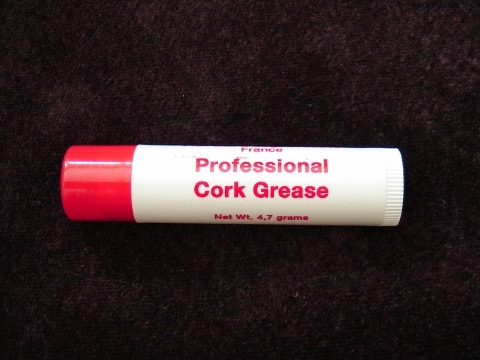 France
Professional
Cork Grease
Net Wt. 4,7 grams